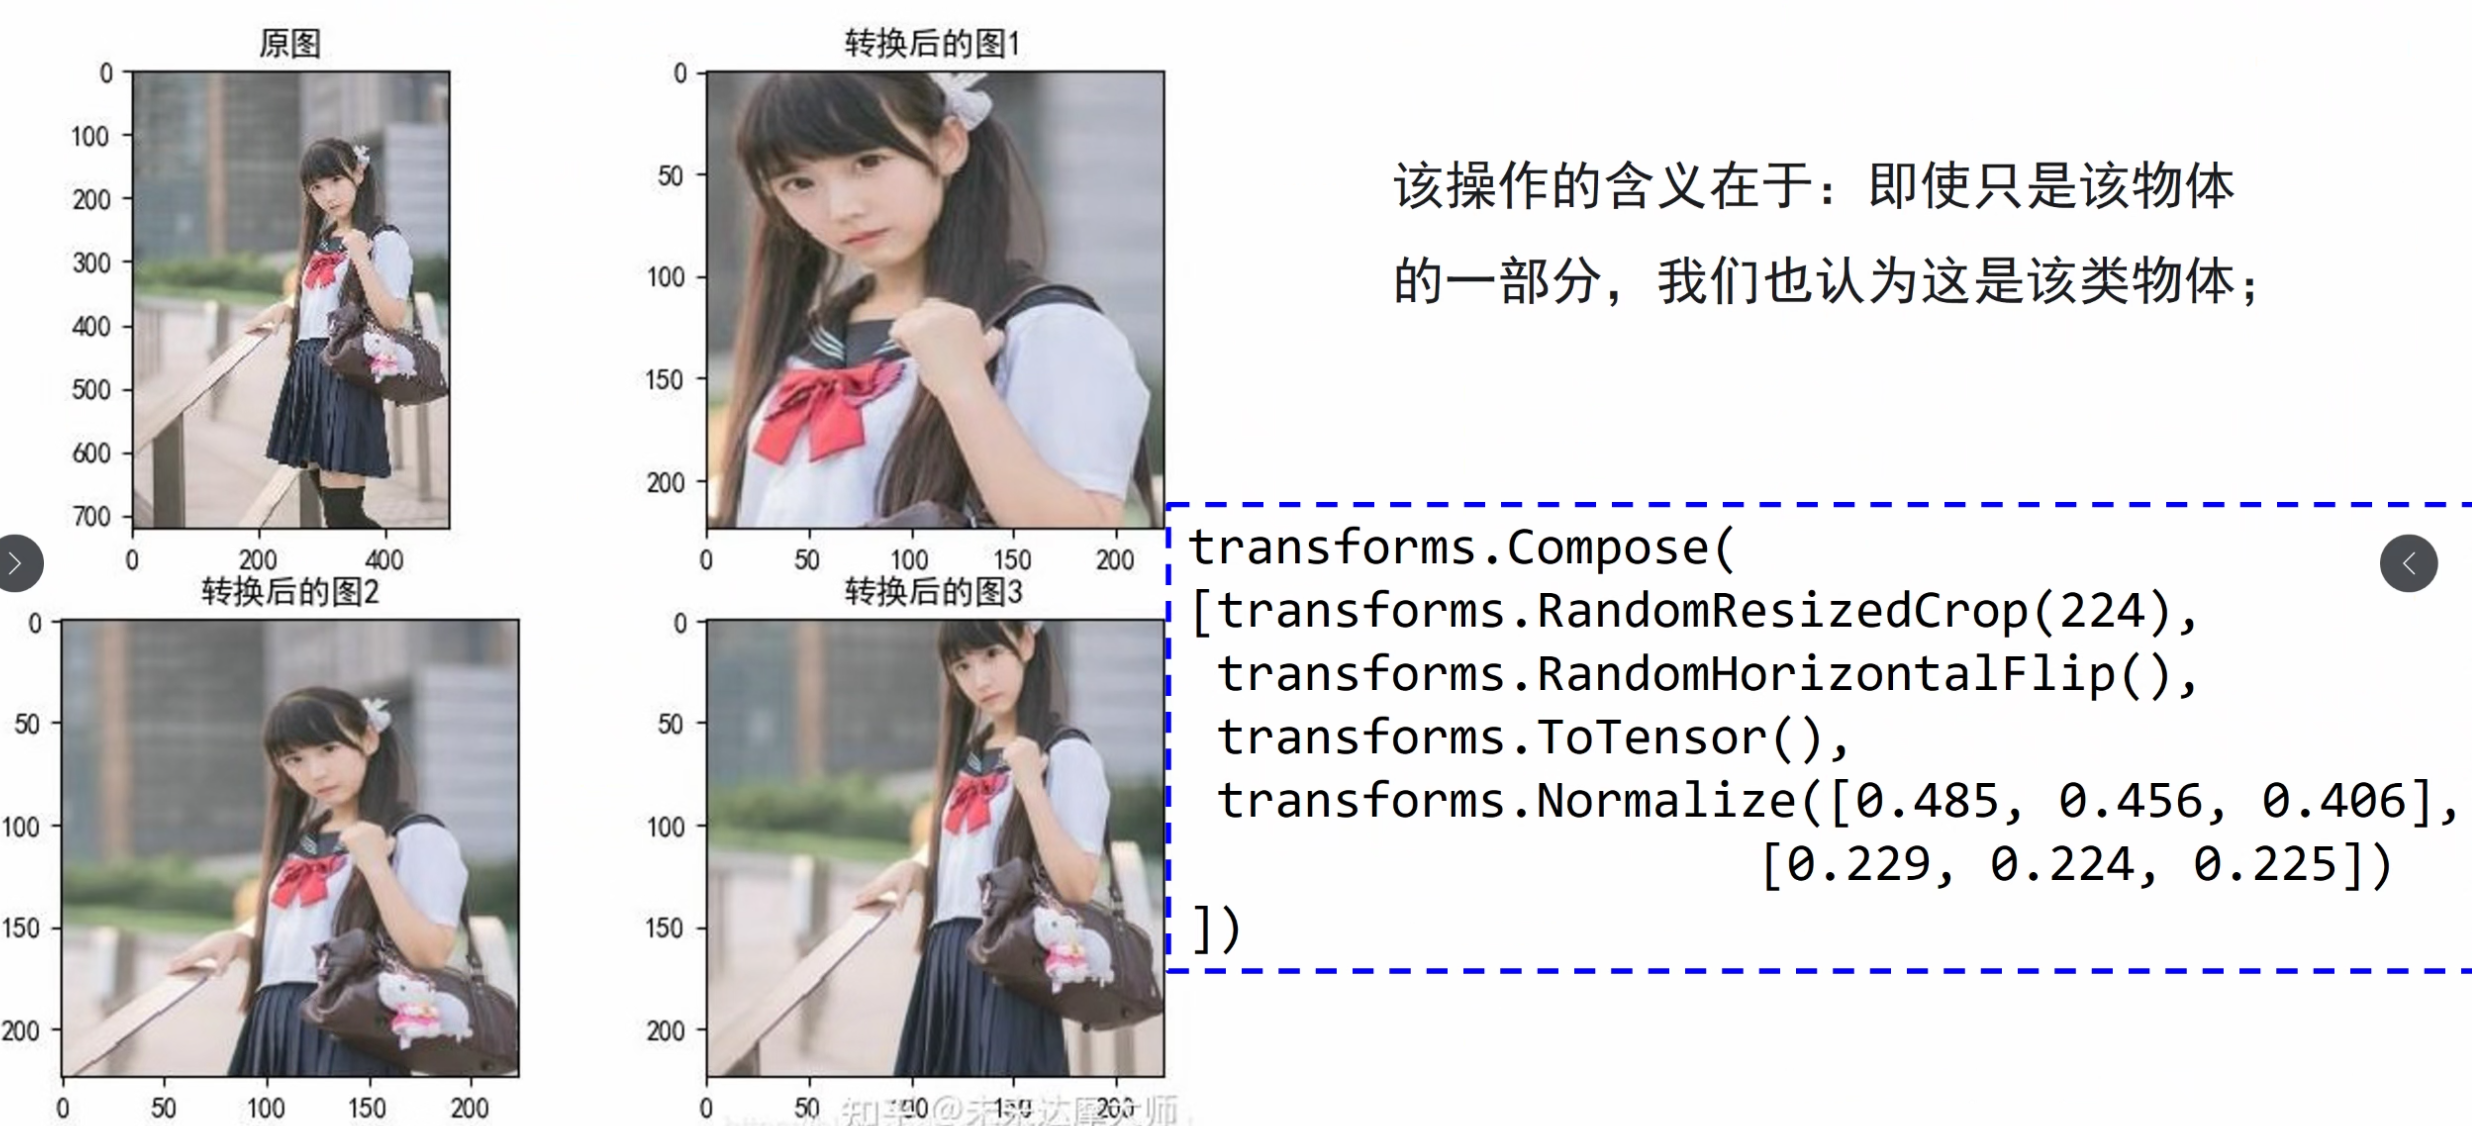 原图
0
100
200
300
400
500
600
700
0 200 400
转换后的图1
0
50
100
150
200
0 50 100 150 200
转换后的图2
0
50
100
150
200
0 50 100 150 200
转换后的图3
0
50
100
150
200
0 50 100 150 200
知乎 @未来达摩大师
该操作的含义在于：即使只是该物体
的一部分，我们也认为这是该类物体；
transforms.Compose(
[transforms.RandomResizedCrop(224),
transforms.RandomHorizontalFlip(),
transforms.ToTensor(),
transforms.Normalize([0.485, 0.456, 0.406],
[0.229, 0.224, 0.225])
])